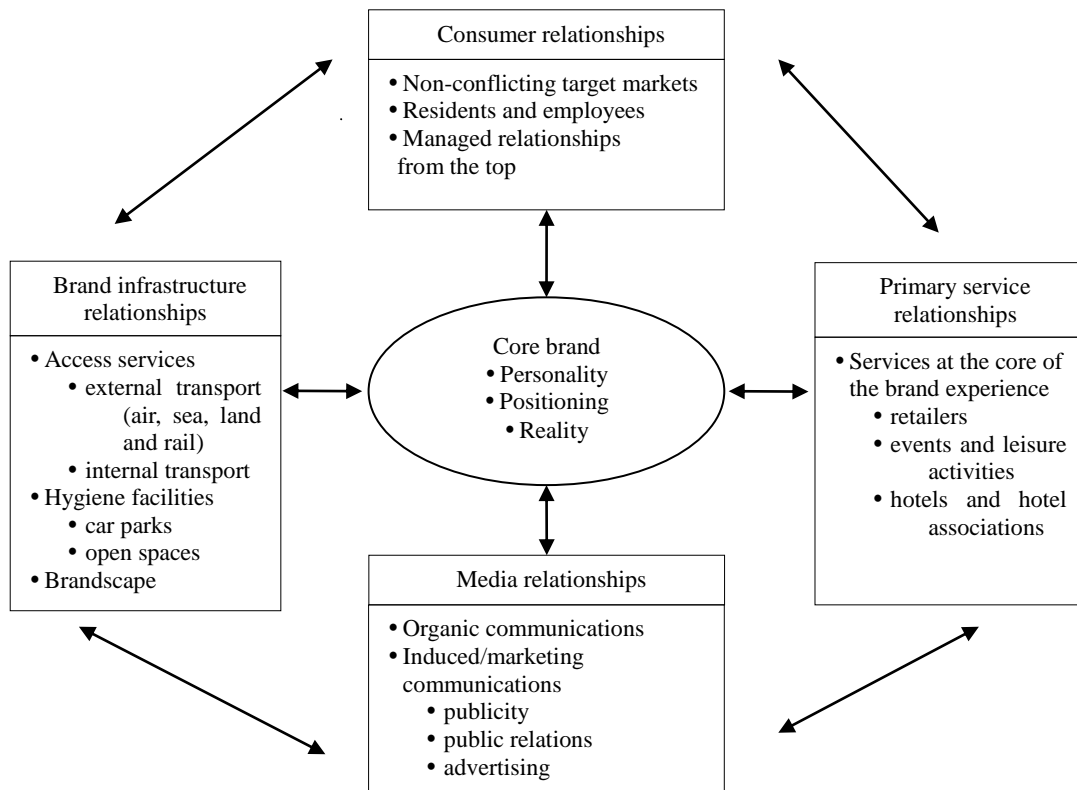 Consumer relationships
• Non-conflicting target markets
• Residents and employees
• Managed relationships
from the top
Brand infrastructure
relationships
• Access services
• external transport
(air, sea, land
and rail)
• internal transport
• Hygiene facilities
• car parks
• open spaces
• Brandscape
Core brand
• Personality
• Positioning
• Reality
Primary service
relationships
• Services at the core of
the brand experience
• retailers
• events and leisure
activities
• hotels and hotel
associations
Media relationships
• Organic communications
• Induced/marketing
communications
• publicity
• public relations
• advertising